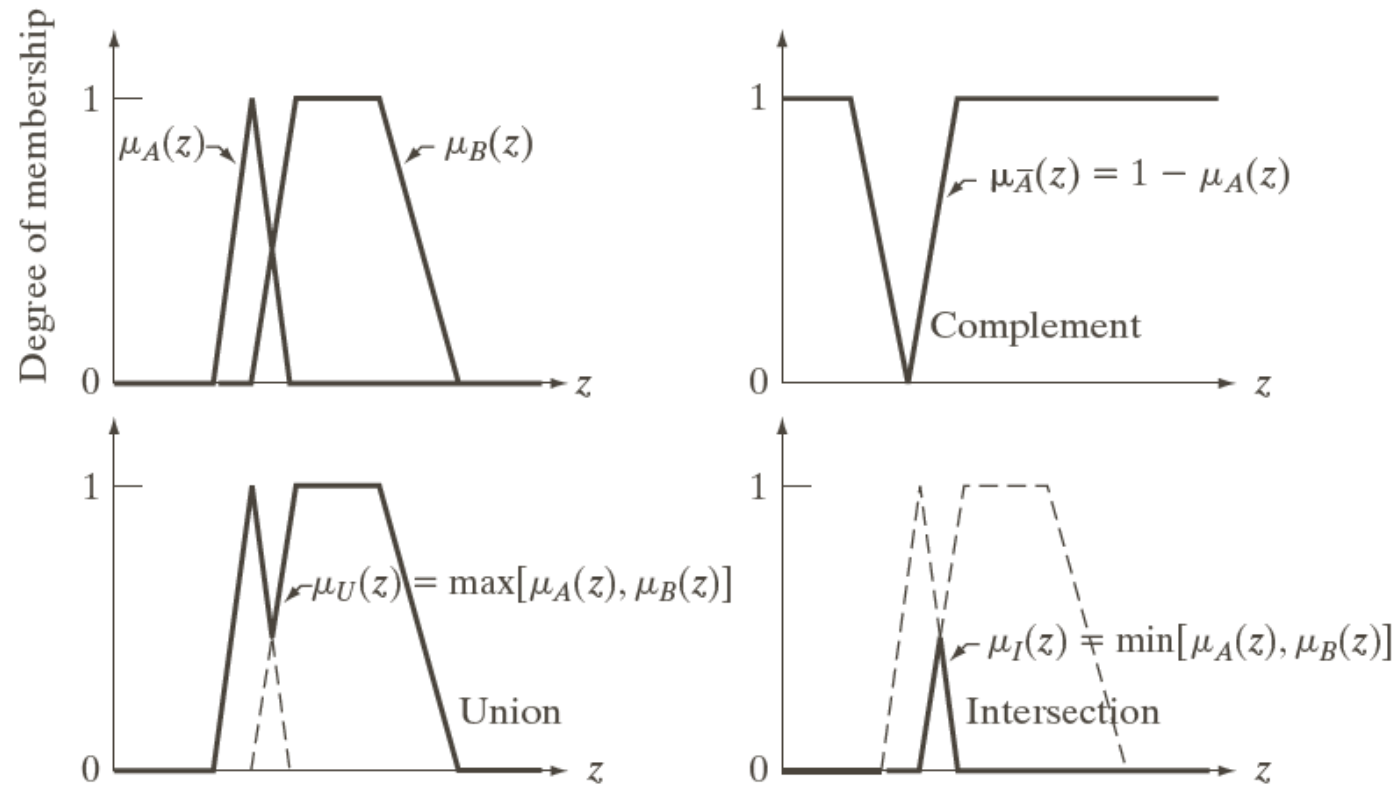 Degree of membership
1
μ_A(z)
μ_B(z)
0
z
1
μ_Ā(z) = 1 − μ_A(z)
Complement
0
z
1
μ_U(z) = max[μ_A(z), μ_B(z)]
Union
0
z
1
μ_I(z) = min[μ_A(z), μ_B(z)]
Intersection
0
z